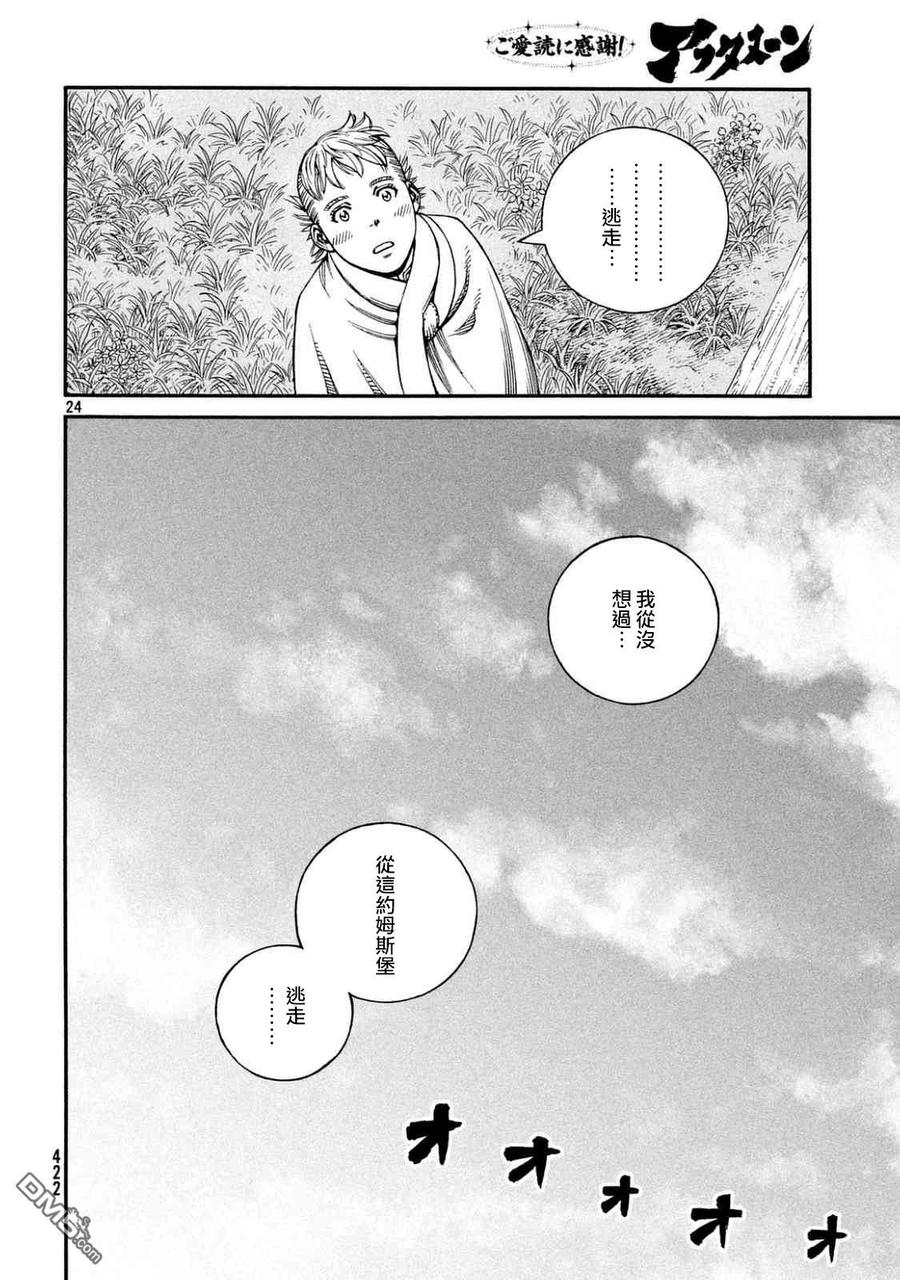 ご愛読に感謝!
アフタヌーン
………………
……逃走…
24
我從沒
想過…
從這約姆斯堡
逃走
………
オオオオオ
422
DM5.com